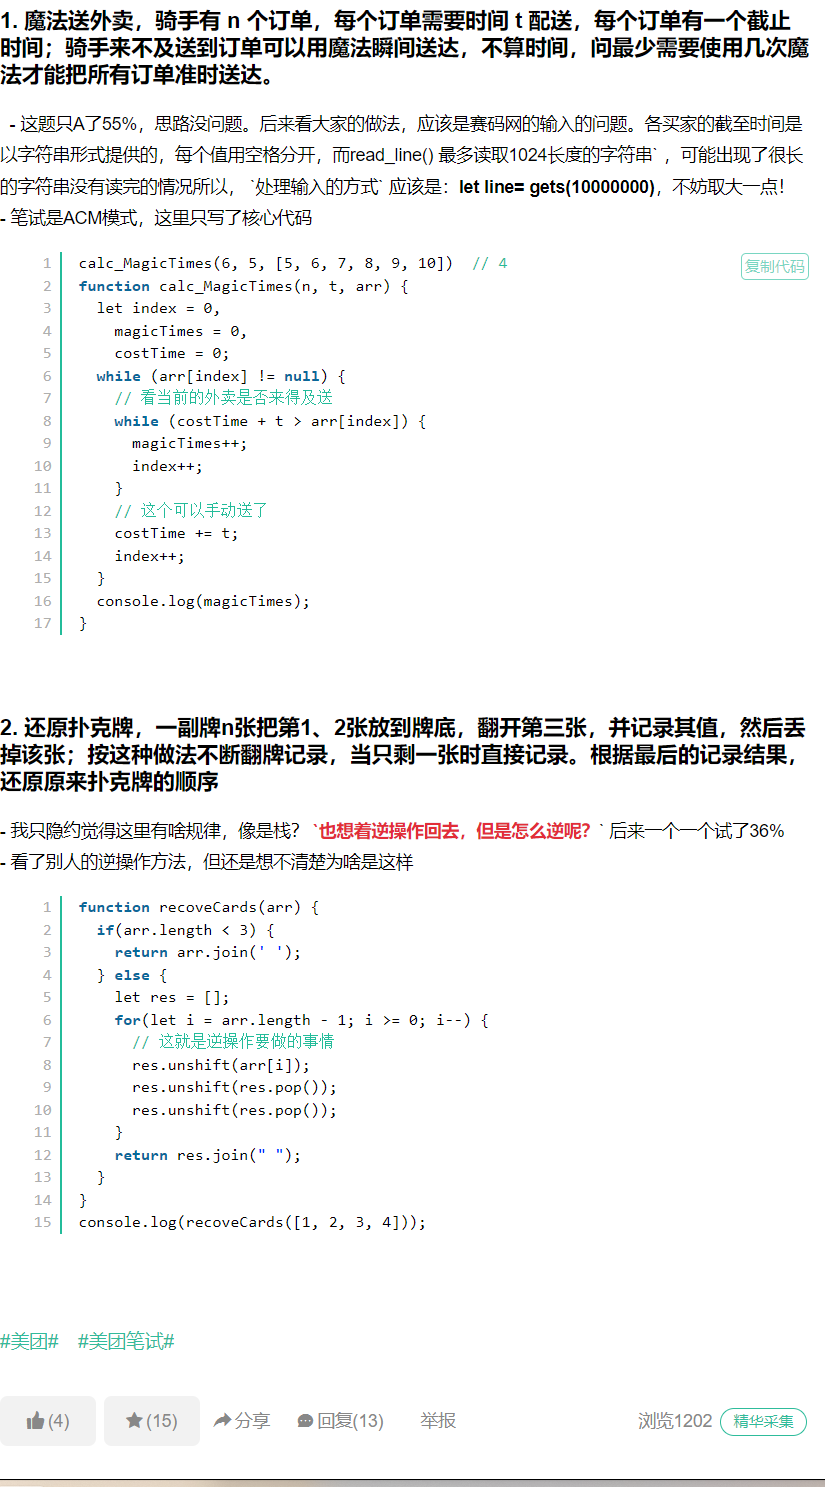 1. 魔法送外卖，骑手有 n 个订单，每个订单需要时间 t 配送，每个订单有一个截止
时间；骑手来不及送到订单可以用魔法瞬间送达，不算时间，问最少需要使用几次魔
法才能把所有订单准时送达。
- 这题只A了55%，思路没问题。后来看大家的做法，应该是赛码网的输入的问题。各买家的截至时间是
以字符串形式提供的，每个值用空格分开，而read_line() 最多读取1024长度的字符串` ，可能出现了很长
的字符串没有读完的情况所以， `处理输入的方式` 应该是：let line= gets(10000000)，不妨取大一点！
- 笔试是ACM模式，这里只写了核心代码
复制代码
1 calc_MagicTimes(6, 5, [5, 6, 7, 8, 9, 10])  // 4
2 function calc_MagicTimes(n, t, arr) {
3   let index = 0,
4     magicTimes = 0,
5     costTime = 0;
6   while (arr[index] != null) {
7     // 看当前的外卖是否来得及送
8     while (costTime + t > arr[index]) {
9       magicTimes++;
10       index++;
11     }
12     // 这个可以手动送了
13     costTime += t;
14     index++;
15   }
16   console.log(magicTimes);
17 }
2. 还原扑克牌，一副牌n张把第1、2张放到牌底，翻开第三张，并记录其值，然后丢
掉该张；按这种做法不断翻牌记录，当只剩一张时直接记录。根据最后的记录结果，
还原原来扑克牌的顺序
- 我只隐约觉得这里有啥规律，像是栈？ `也想着逆操作回去，但是怎么逆呢？` 后来一个一个试了36%
- 看了别人的逆操作方法，但还是想不清楚为啥是这样
1 function recoveCards(arr) {
2   if(arr.length < 3) {
3     return arr.join(' ');
4   } else {
5     let res = [];
6     for(let i = arr.length - 1; i >= 0; i--) {
7       // 这就是逆操作要做的事情
8       res.unshift(arr[i]);
9       res.unshift(res.pop());
10       res.unshift(res.pop());
11     }
12     return res.join(" ");
13   }
14 }
15 console.log(recoveCards([1, 2, 3, 4]));
#美团# #美团笔试#
(4) (15) 分享 回复(13) 举报 浏览1202 精华采集